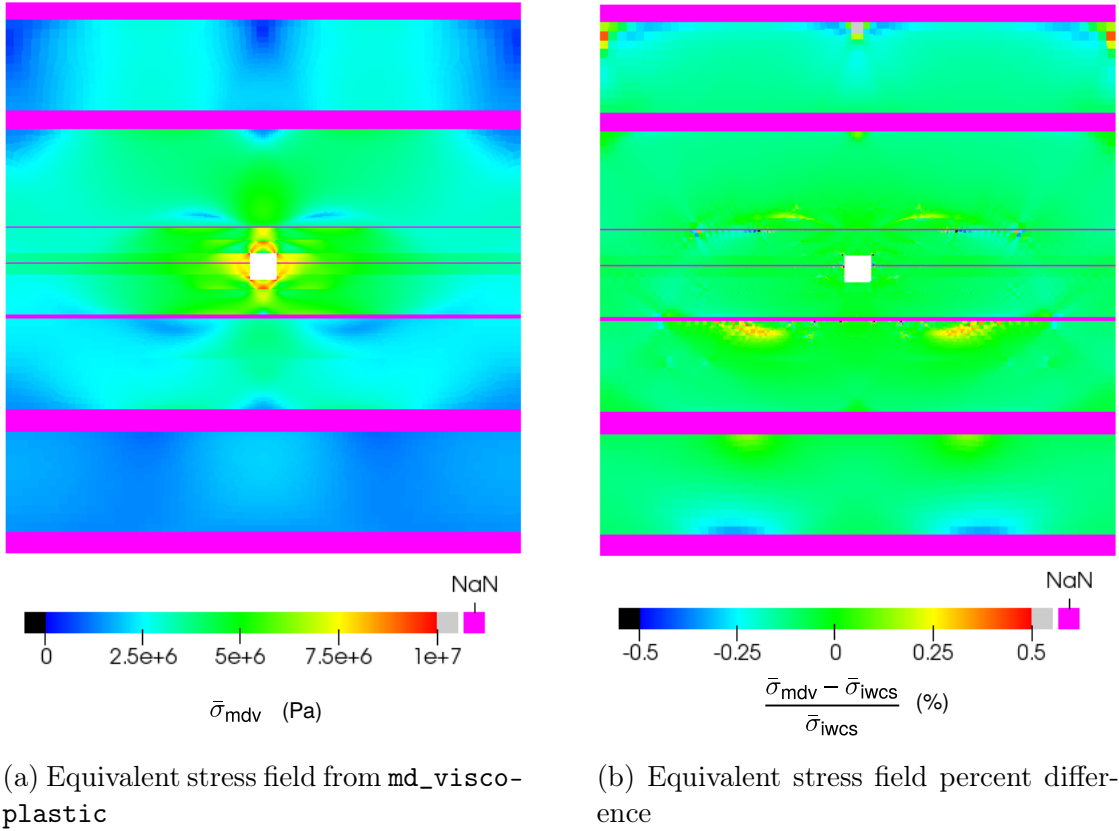 NaN
0 2.5e+6 5e+6 7.5e+6 1e+7
σ̄mdv (Pa)
(a) Equivalent stress field from md_visco-
plastic
NaN
-0.5 -0.25 0 0.25 0.5
σ̄mdv − σ̄iwcs
σ̄iwcs
(%)
(b) Equivalent stress field percent differ-
ence